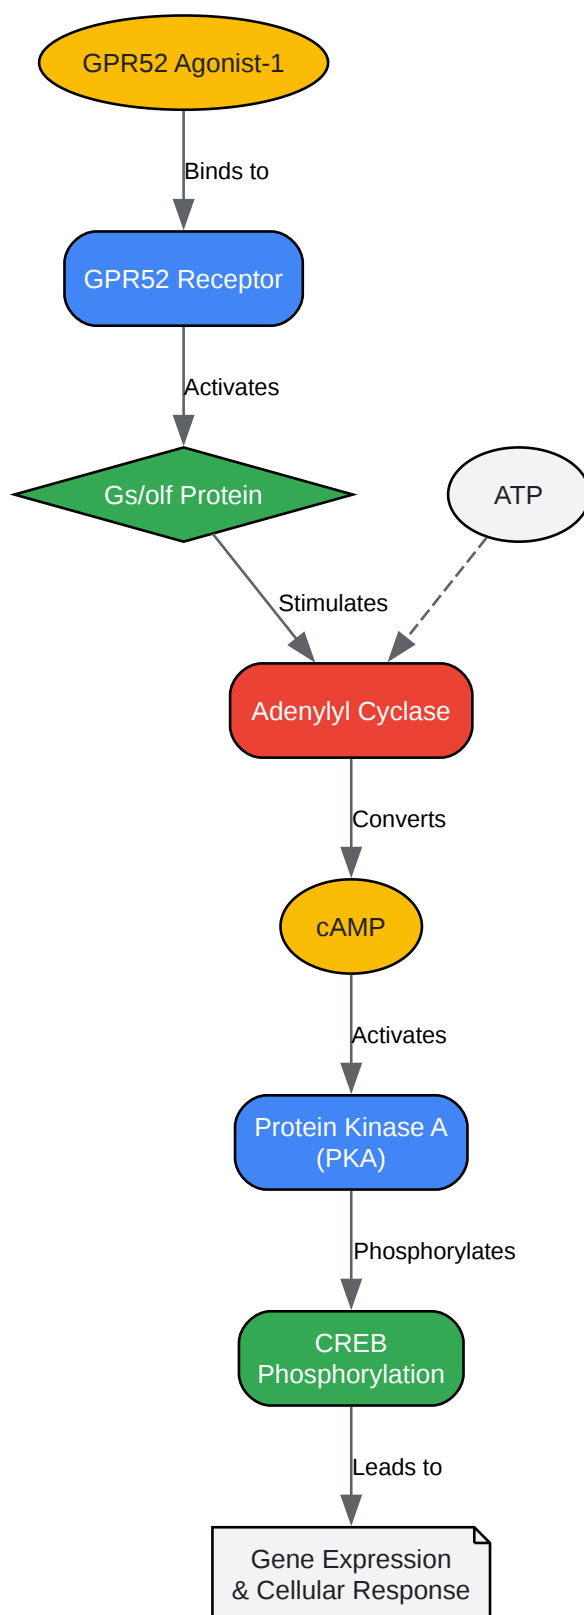 GPR52 Agonist-1
Binds to
GPR52 Receptor
Activates
Gs/olf Protein
ATP
Stimulates
Adenylyl Cyclase
Converts
cAMP
Activates
Protein Kinase A
(PKA)
Phosphorylates
CREB
Phosphorylation
Leads to
Gene Expression
& Cellular Response